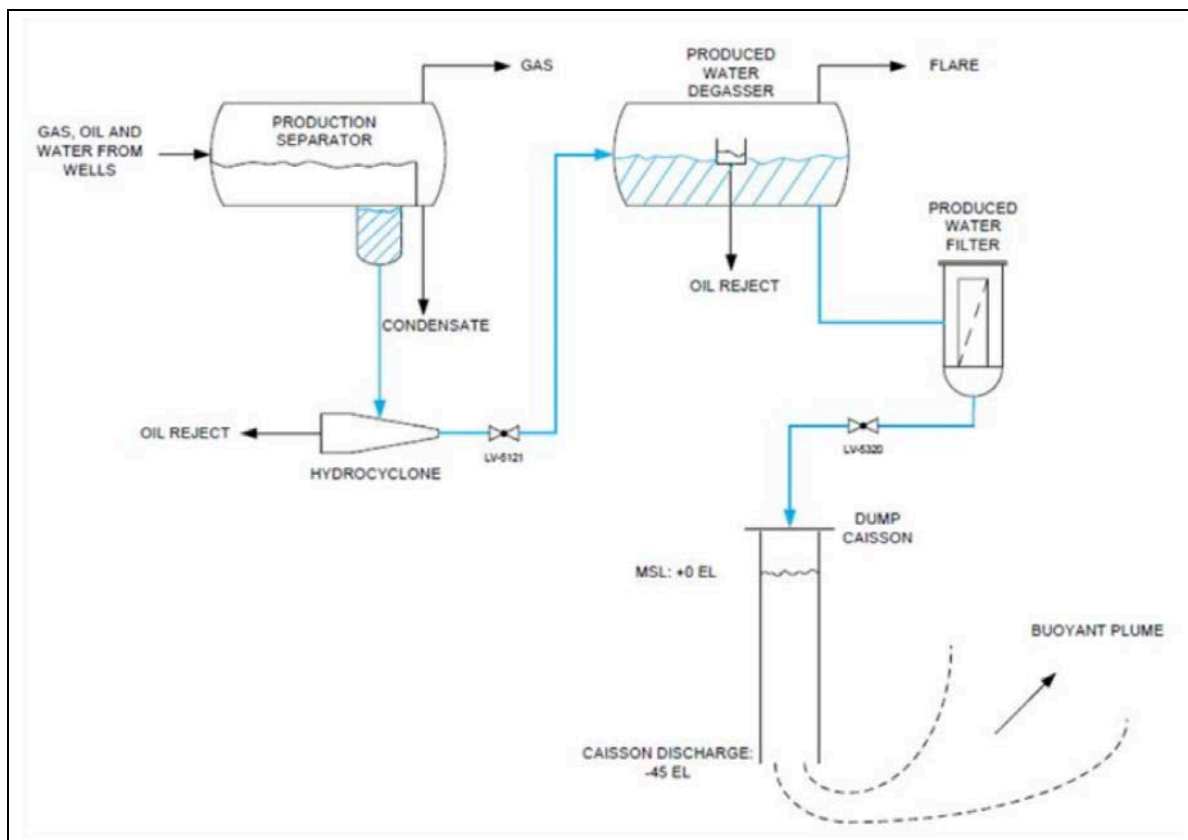 GAS
PRODUCED
WATER
DEGASSER
FLARE
PRODUCTION
SEPARATOR
GAS, OIL AND
WATER FROM
WELLS
PRODUCED
WATER
FILTER
OIL REJECT
CONDENSATE
OIL REJECT
HYDROCYCLONE
LV-5121
LV-5320
DUMP
CAISSON
MSL: +0 EL
BUOYANT PLUME
CAISSON DISCHARGE:
-45 EL